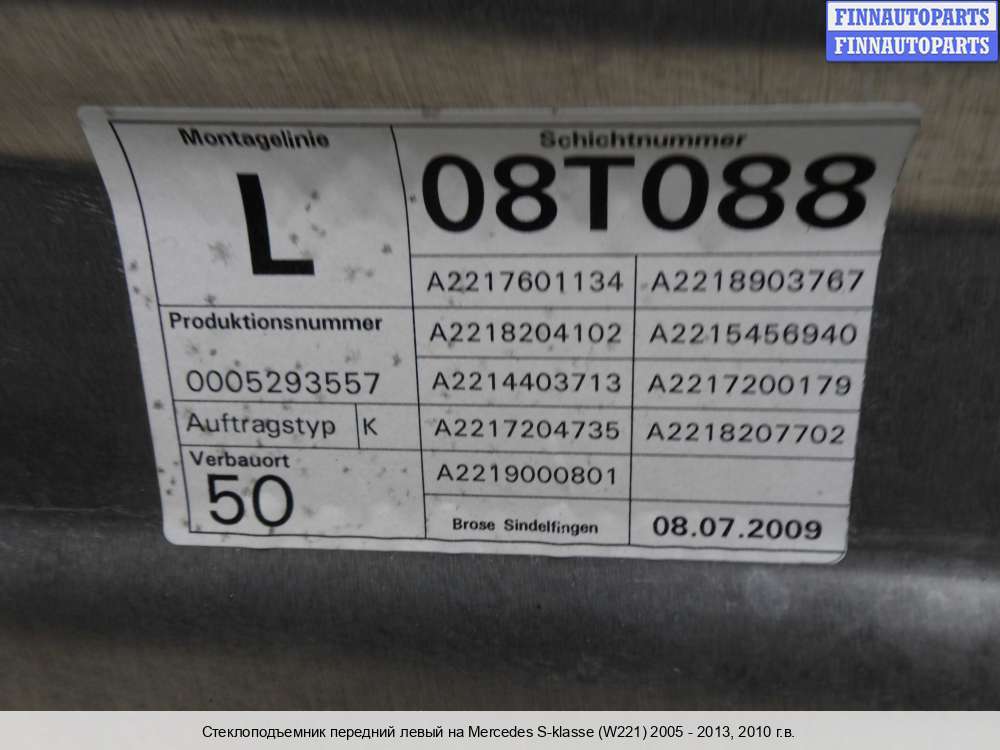 FINNAUTOPARTS
FINNAUTOPARTS
Montagelinie
L
Schichtnummer
08T088
A2217601134 A2218903767
Produktionsnummer
0005293557
A2218204102 A2215456940
A2214403713 A2217200179
Auftragstyp K
A2217204735 A2218207702
Verbauort
50
A2219000801
Brose Sindelfingen 08.07.2009
Стеклоподъемник передний левый на Mercedes S-klasse (W221) 2005 - 2013, 2010 г.в.